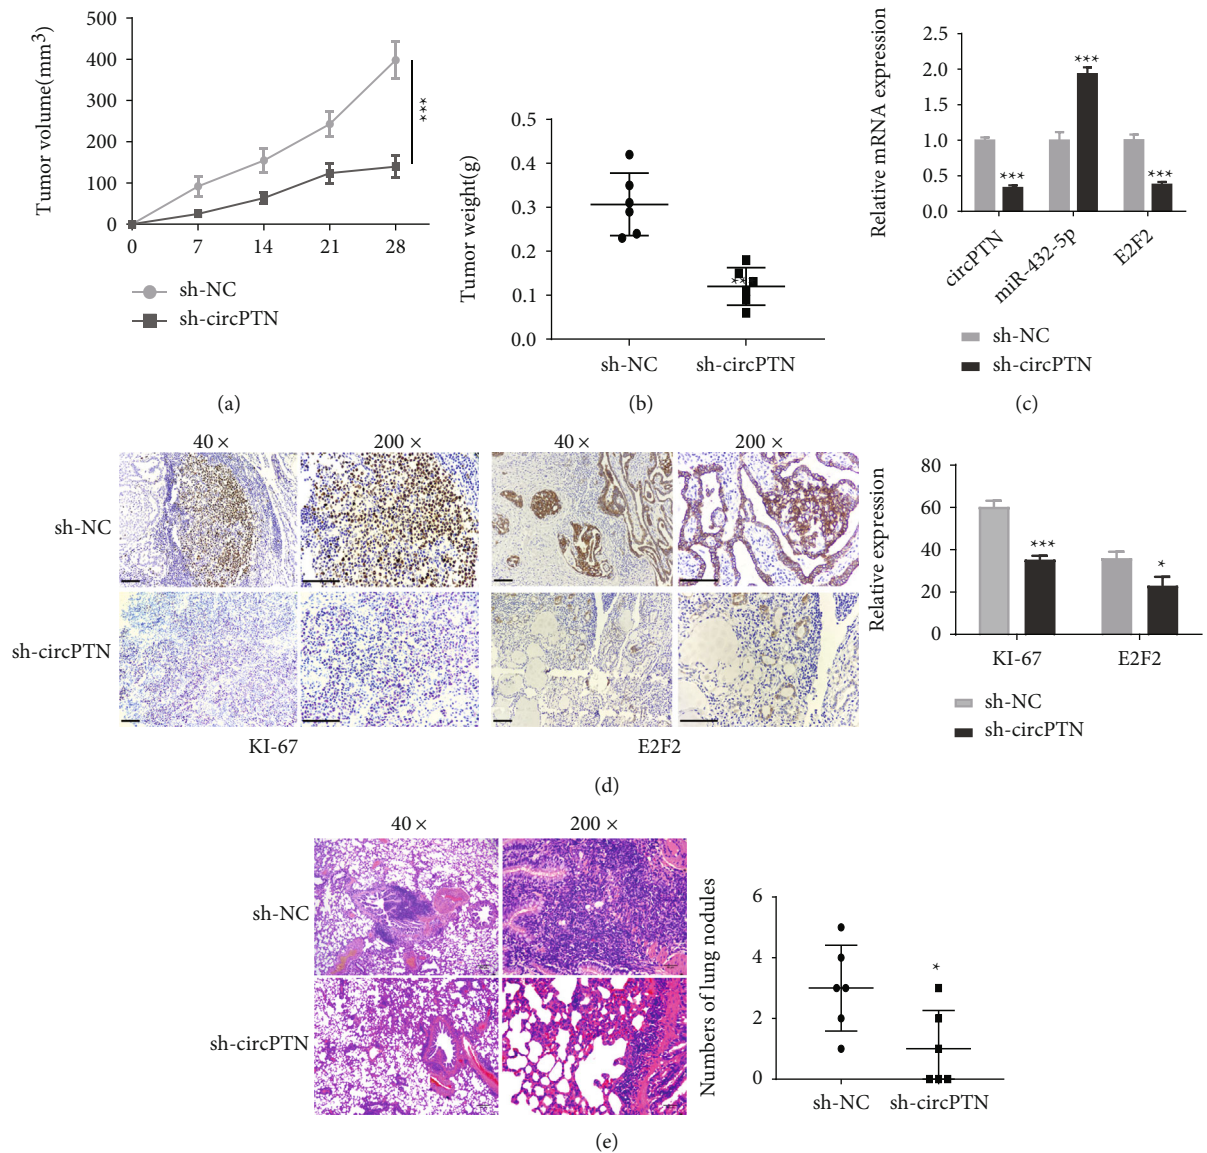 Tumor volume(mm3)
500
400
300
200
100
0
0 7 14 21 28
***
sh-NC
sh-circPTN
(a)
Tumor weight(g)
0.5
0.4
0.3
0.2
0.1
0.0
**
sh-NC sh-circPTN
(b)
Relative mRNA expression
2.5
2.0
1.5
1.0
0.5
0.0
*** *** ***
circPTN miR-432-5p E2F2
sh-NC
sh-circPTN
(c)
40 × 200 × 40 × 200 ×
sh-NC
sh-circPTN
KI-67 E2F2
Relative expression
80
60
40
20
0
*** *
KI-67 E2F2
sh-NC
sh-circPTN
(d)
40 × 200 ×
sh-NC
sh-circPTN
Numbers of lung nodules
6
4
2
0
*
sh-NC sh-circPTN
(e)